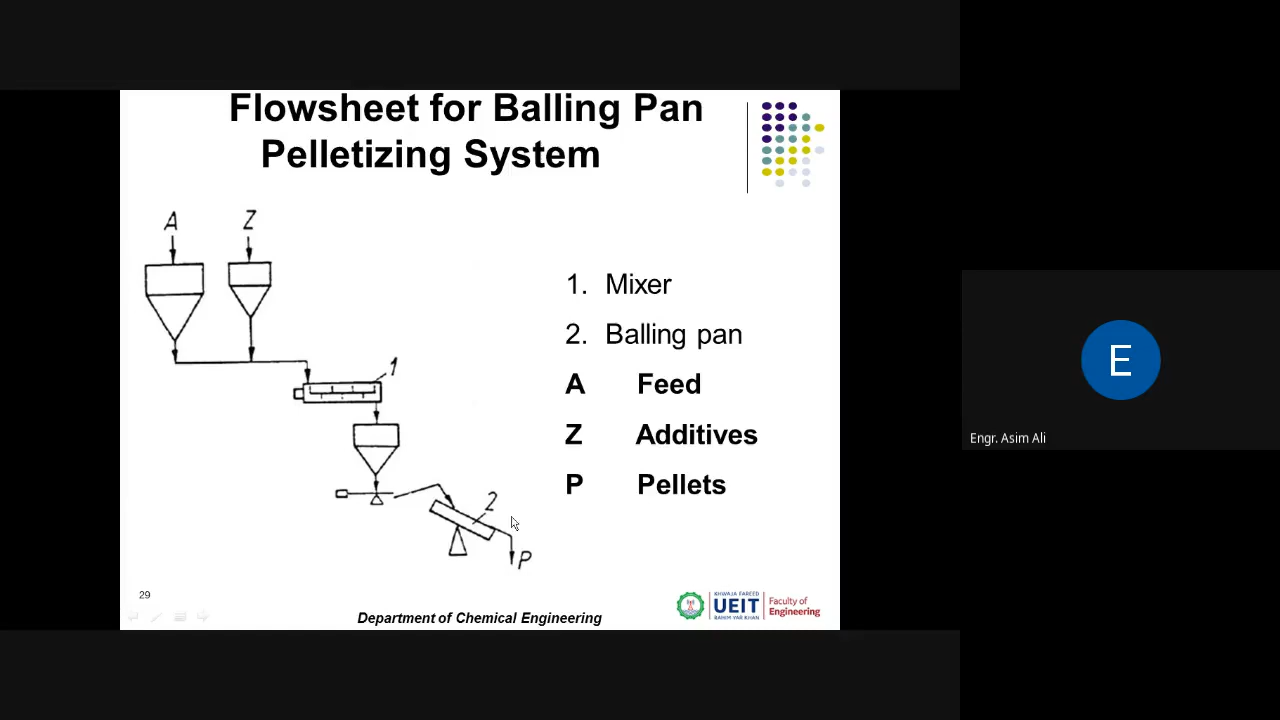 Flowsheet for Balling Pan
Pelletizing System
A
Z
1
2
P
1. Mixer
2. Balling pan
A Feed
Z Additives
P Pellets
29
Department of Chemical Engineering
KHWAJA FAREED
UEIT
RAHIM YAR KHAN
Faculty of
Engineering
E
Engr. Asim Ali